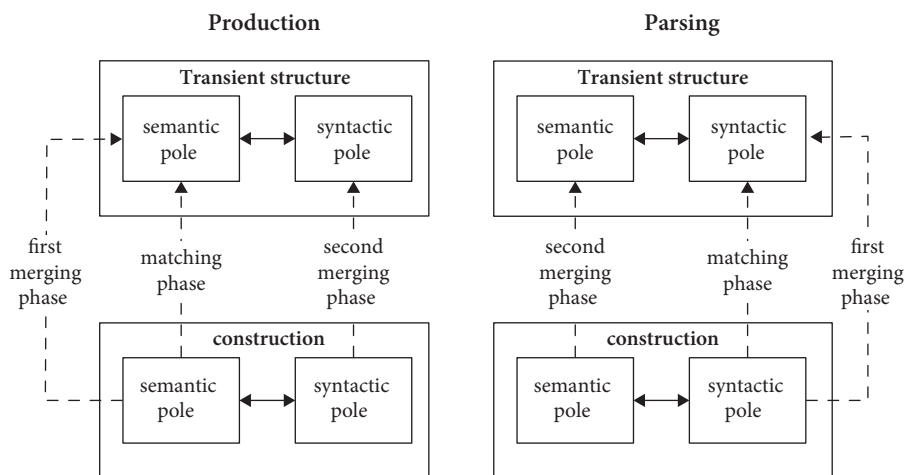 Production
Transient structure
semantic
pole
syntactic
pole
first
merging
phase
matching
phase
second
merging
phase
construction
semantic
pole
syntactic
pole
Parsing
Transient structure
semantic
pole
syntactic
pole
second
merging
phase
matching
phase
first
merging
phase
construction
semantic
pole
syntactic
pole